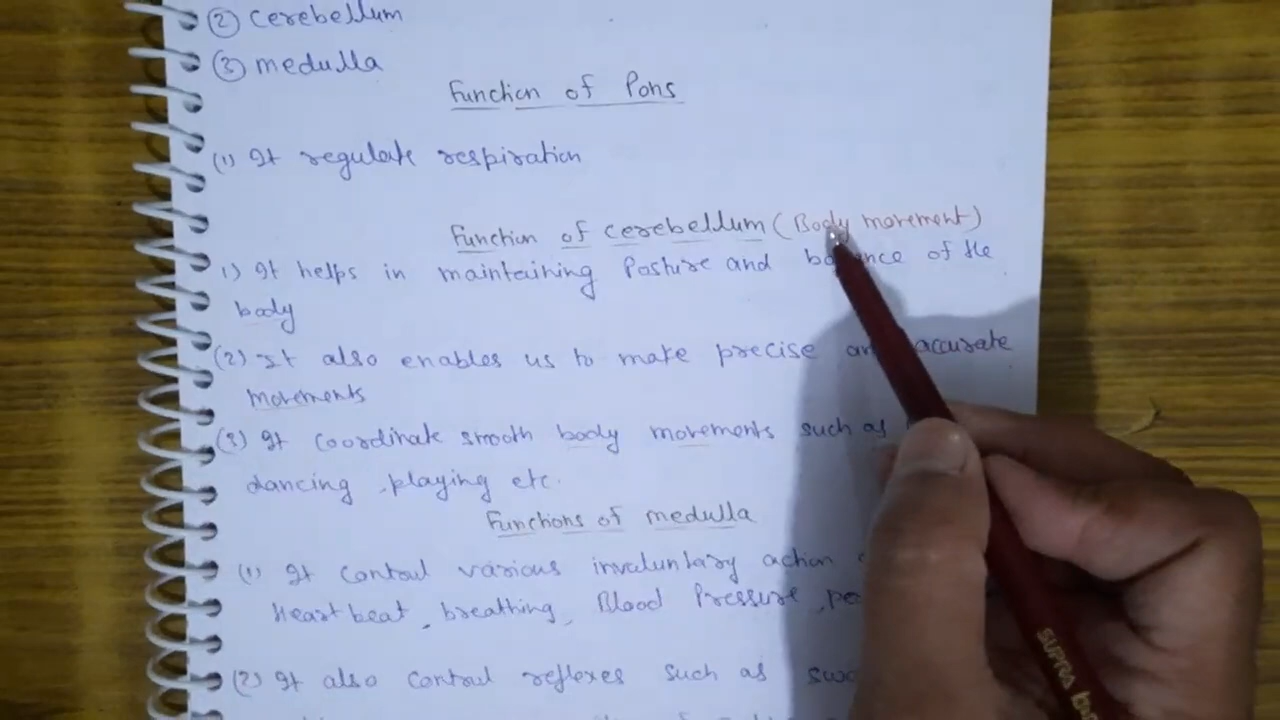 ② cerebellum
③ medulla
Function of Pons
(1) It regulate respiration
Function of cerebellum (Body movement)
1) It helps in maintaining Posture and balance of the
body
(2) It also enables us to make precise and accurate
movements
(3) It coordinate smooth body movements such as
dancing, playing etc.
Functions of medulla
(1) It control various involuntary action
Heart beat, breathing, Blood Pressure,
(2) It also control reflexes such as
SUPRA